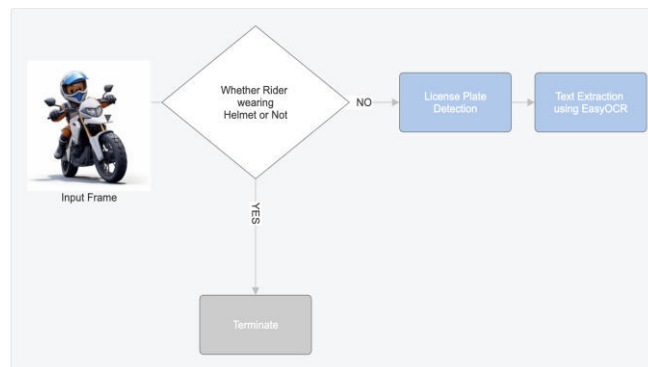 Whether Rider
wearing
Helmet or Not
NO
License Plate
Detection
Text Extraction
using EasyOCR
Input Frame
YES
Terminate